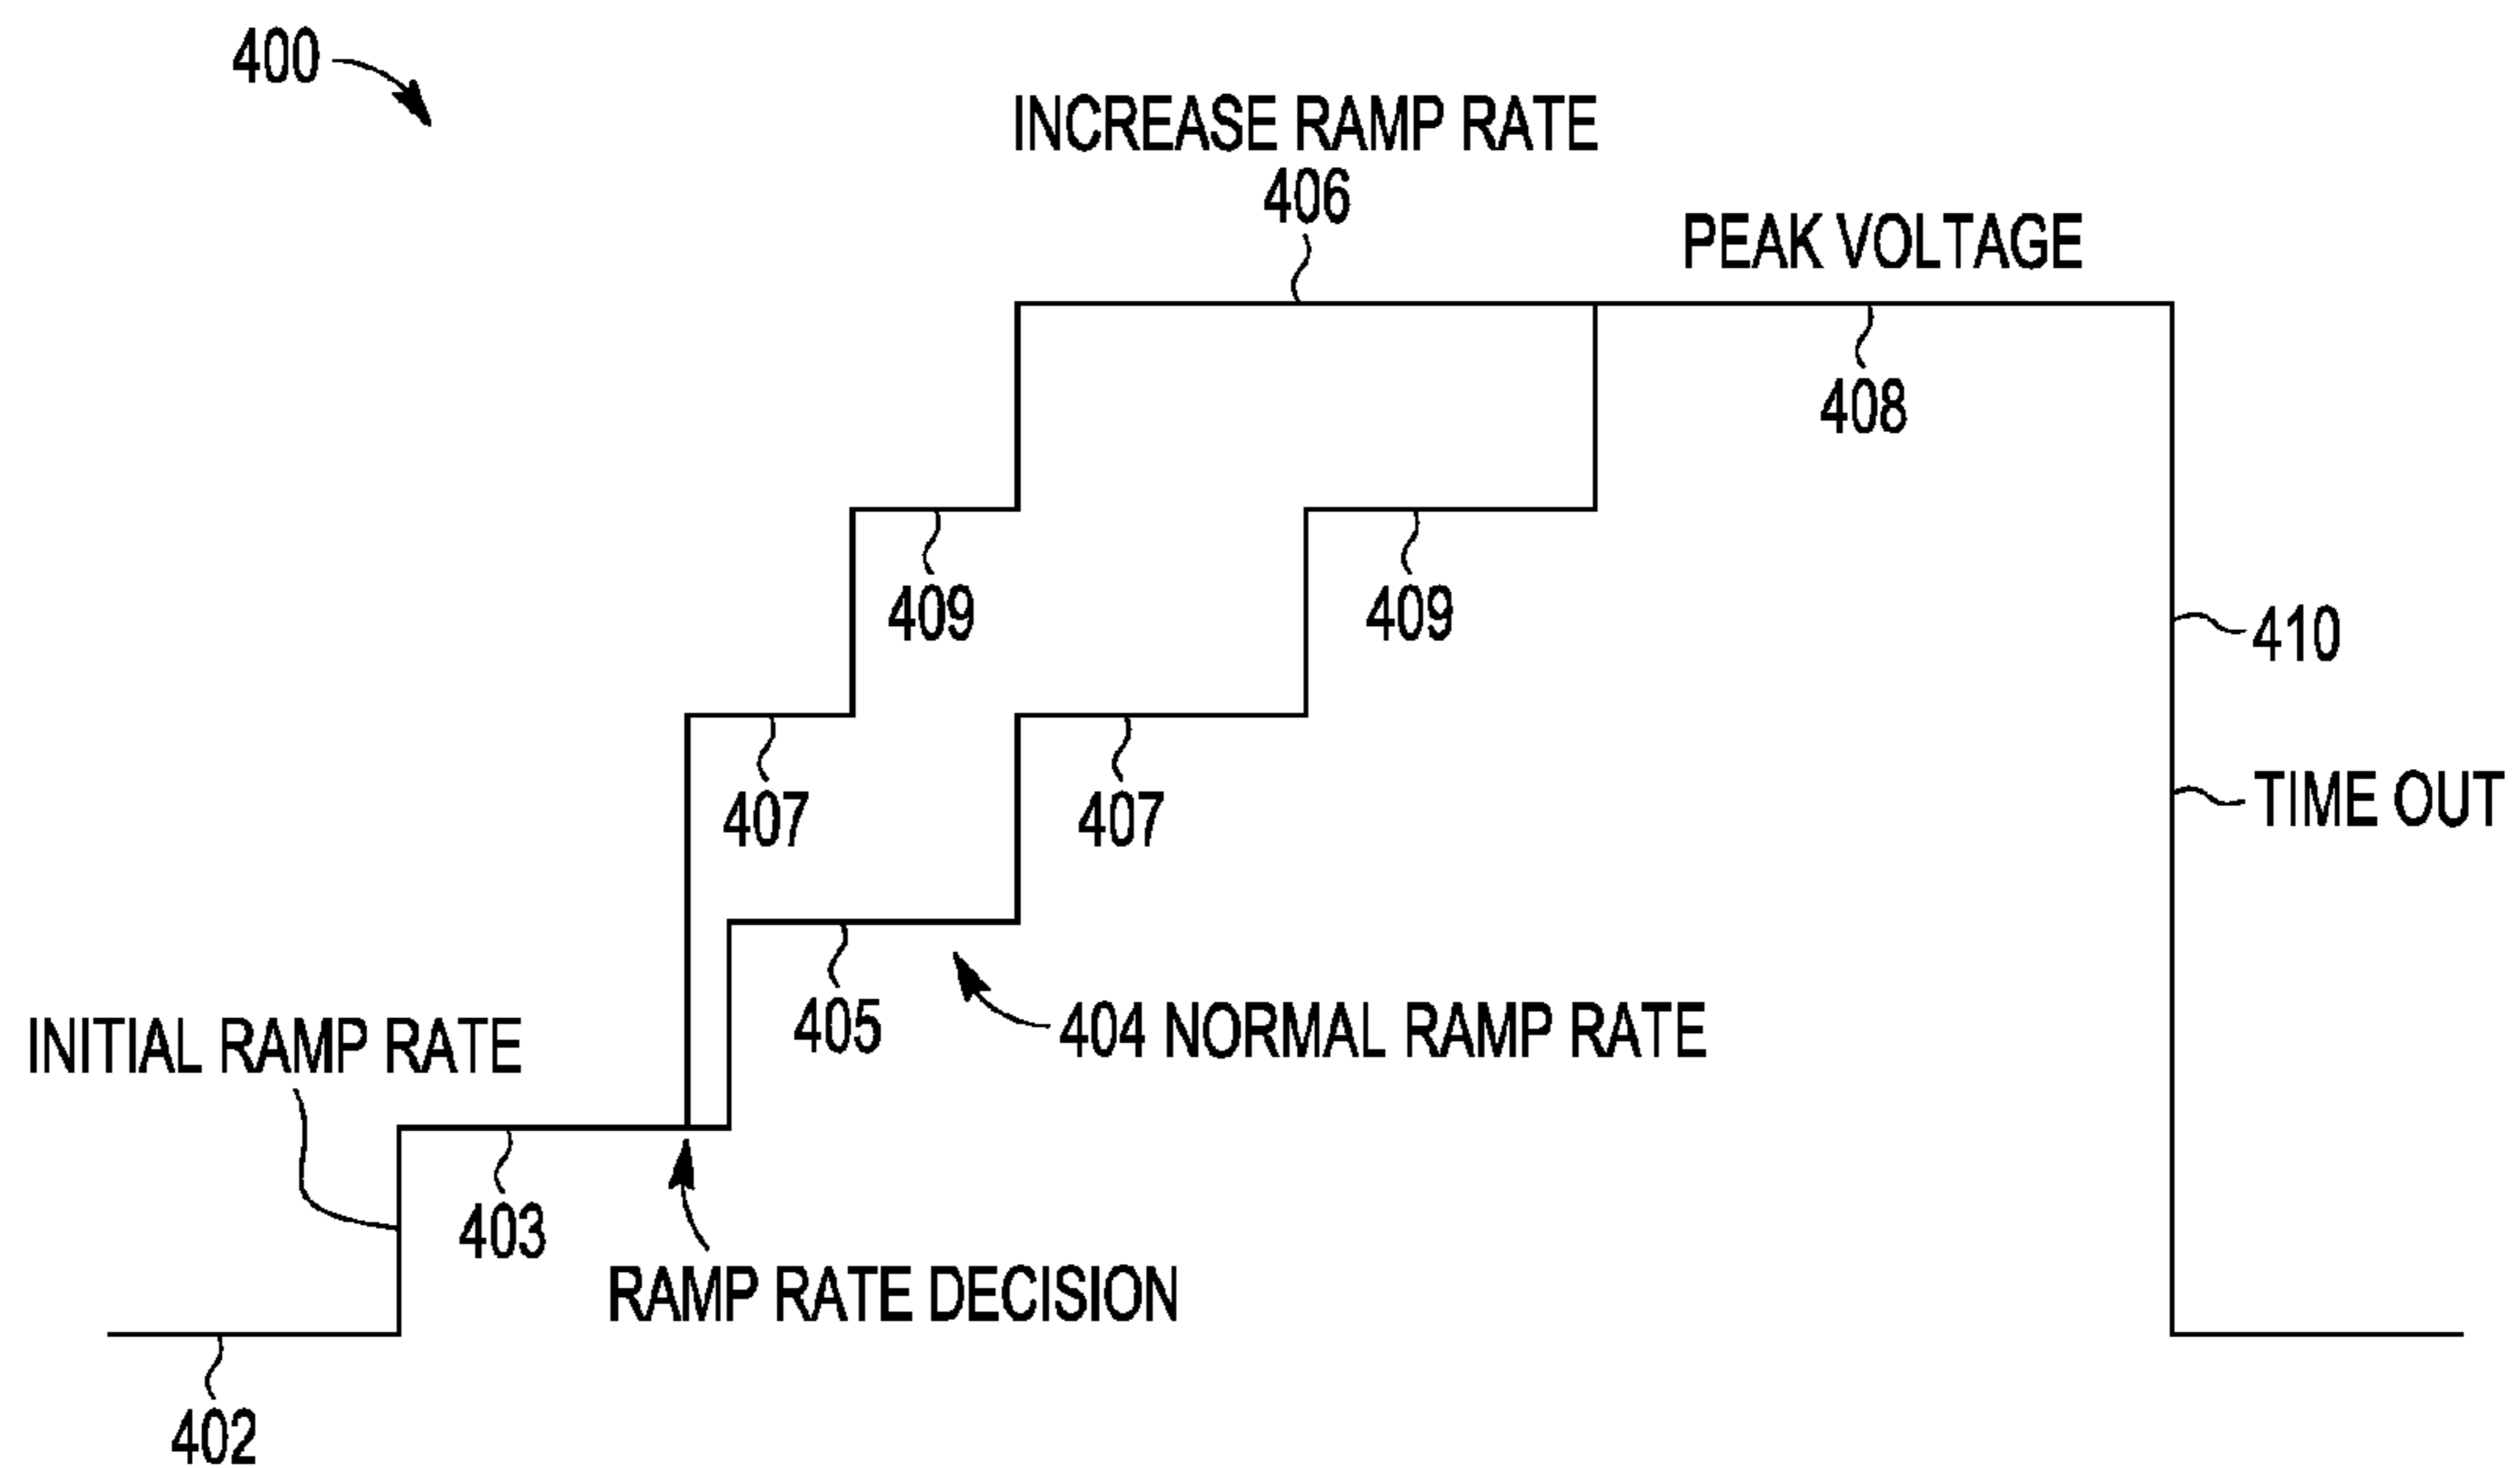 400
INCREASE RAMP RATE
406
PEAK VOLTAGE
408
409
409
410
407
407
TIME OUT
405
404 NORMAL RAMP RATE
INITIAL RAMP RATE
403
RAMP RATE DECISION
402